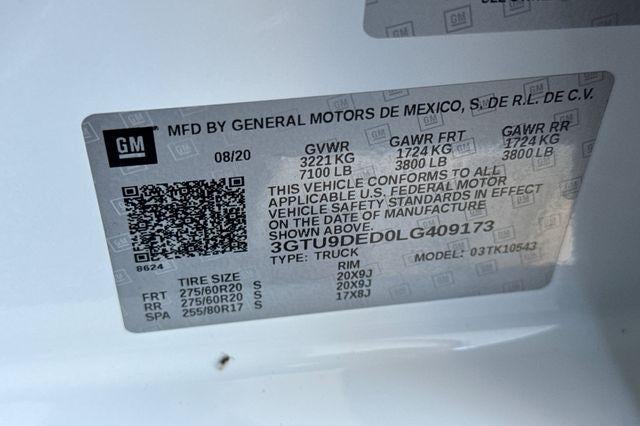 GM
GM
MFD BY GENERAL MOTORS DE MEXICO, S. DE R.L. DE C.V.
08/20 GVWR GAWR FRT GAWR RR
3221 KG 1724 KG 1724 KG
7100 LB 3800 LB 3800 LB
THIS VEHICLE CONFORMS TO ALL
APPLICABLE U.S. FEDERAL MOTOR
VEHICLE SAFETY STANDARDS IN EFFECT
ON THE DATE OF MANUFACTURE
SHOWN ABOVE.
3GTU9DED0LG409173
TYPE: TRUCK MODEL: 03TK10543
8624
TIRE SIZE RIM
FRT 275/60R20 S 20X9J
RR 275/60R20 S 20X9J
SPA 255/80R17 S 17X8J